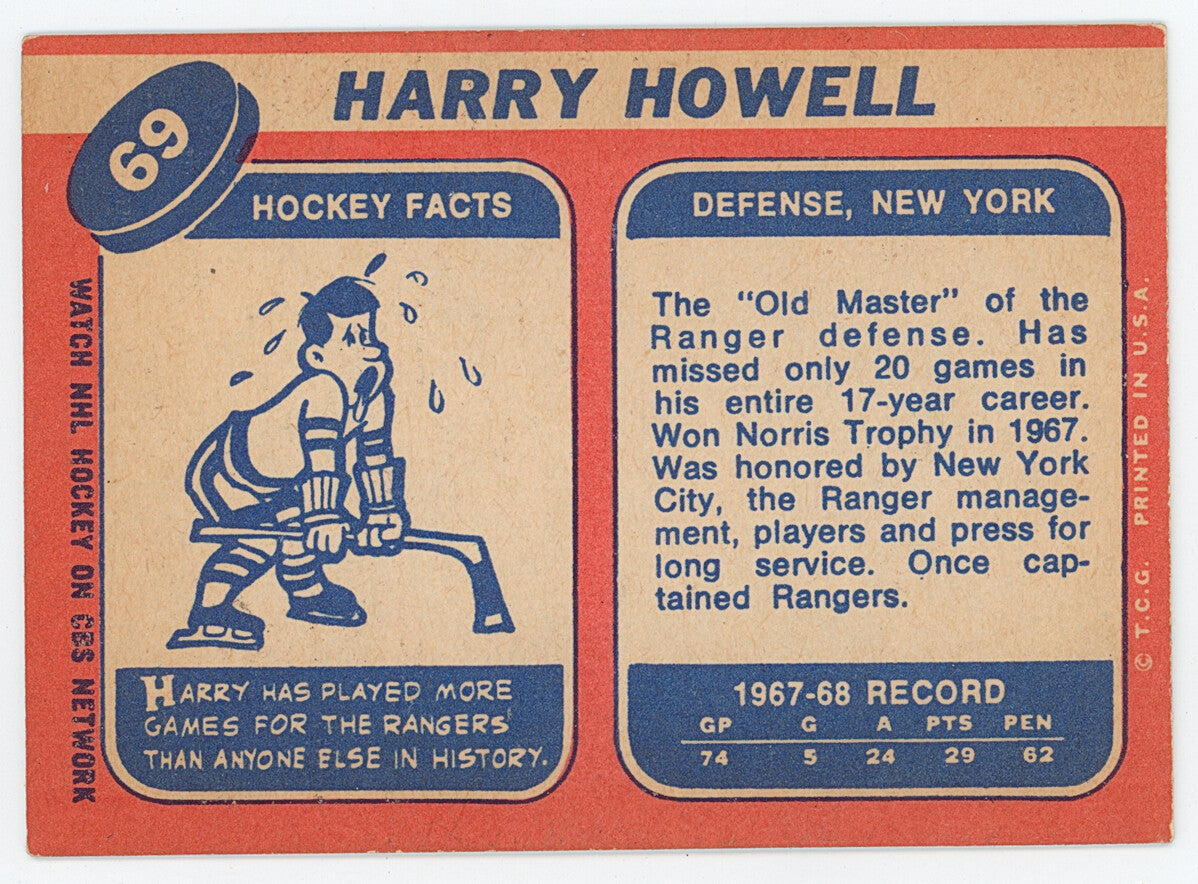 69
HARRY HOWELL
HOCKEY FACTS
HARRY HAS PLAYED MORE
GAMES FOR THE RANGERS
THAN ANYONE ELSE IN HISTORY.
DEFENSE, NEW YORK
The "Old Master" of the
Ranger defense. Has
missed only 20 games in
his entire 17-year career.
Won Norris Trophy in 1967.
Was honored by New York
City, the Ranger manage-
ment, players and press for
long service. Once cap-
tained Rangers.
1967-68 RECORD
GP G A PTS PEN
74 5 24 29 62
WATCH NHL HOCKEY ON CBS NETWORK
© T.C.G. PRINTED IN U.S.A.